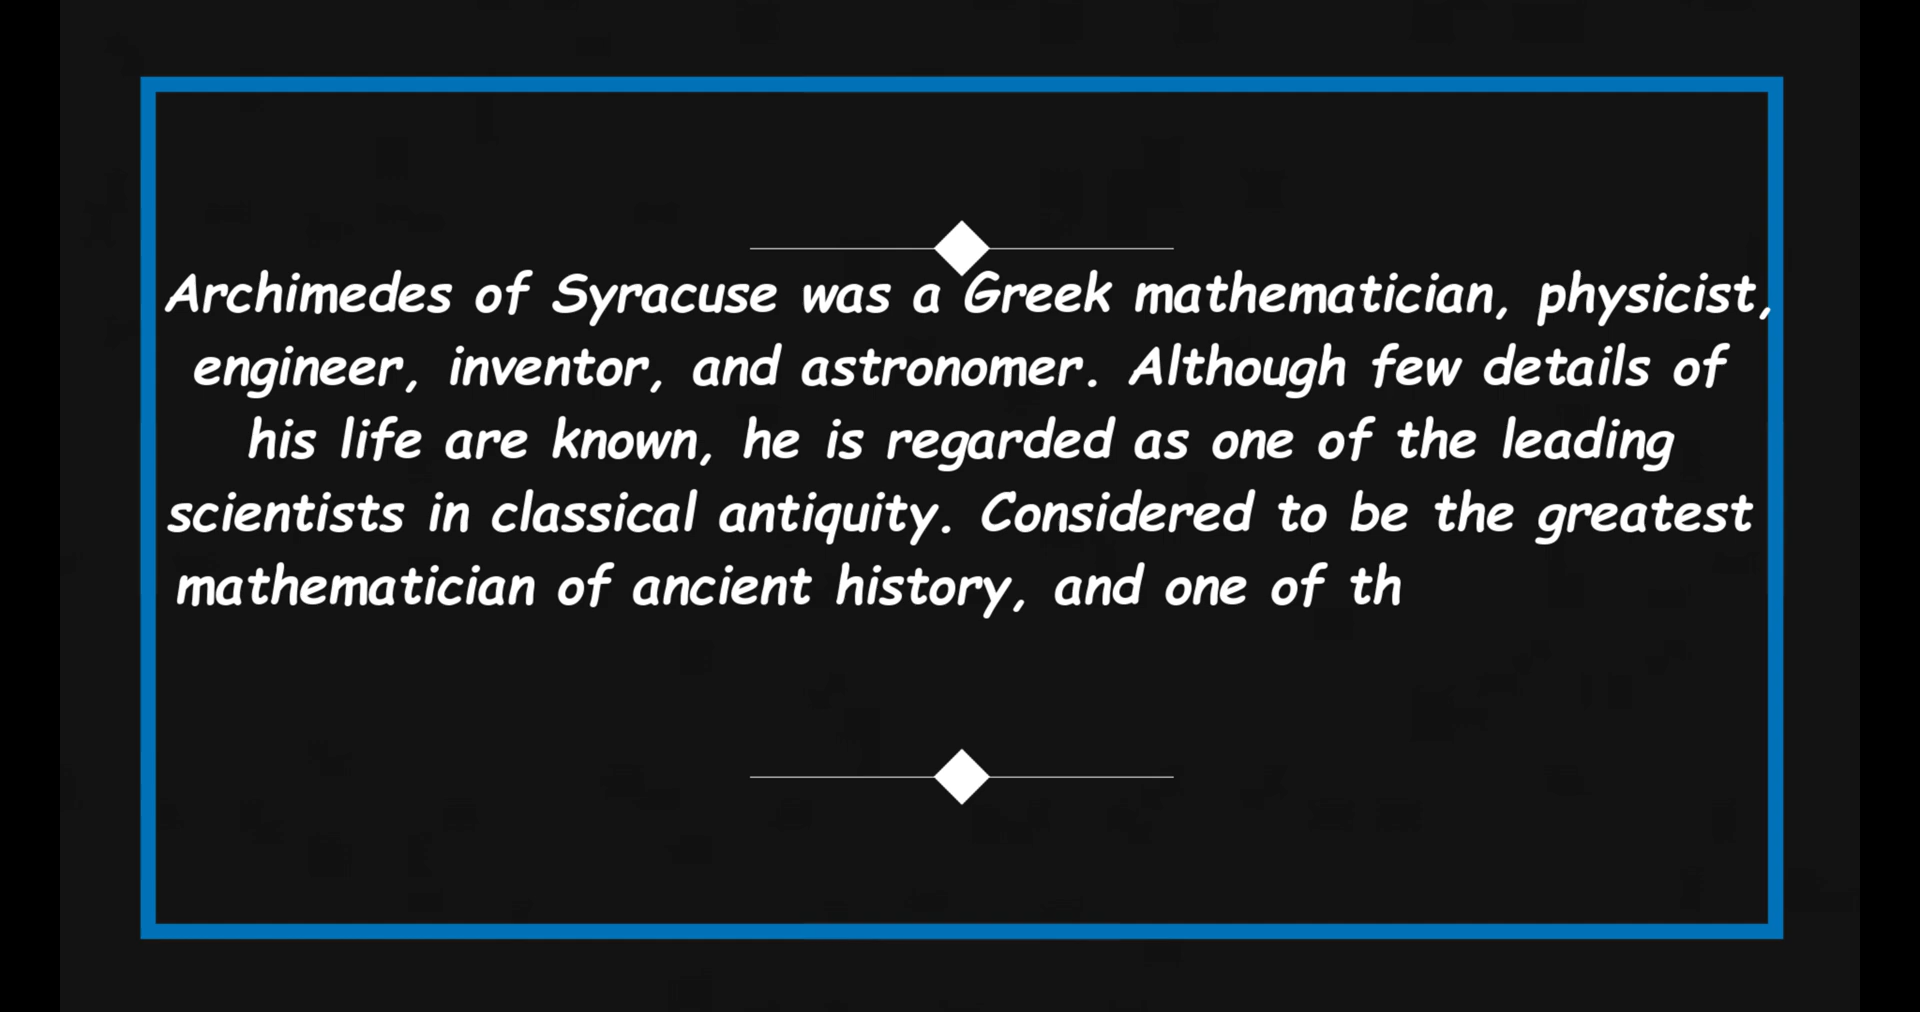 Archimedes of Syracuse was a Greek mathematician, physicist,
engineer, inventor, and astronomer. Although few details of
his life are known, he is regarded as one of the leading
scientists in classical antiquity. Considered to be the greatest
mathematician of ancient history, and one of th